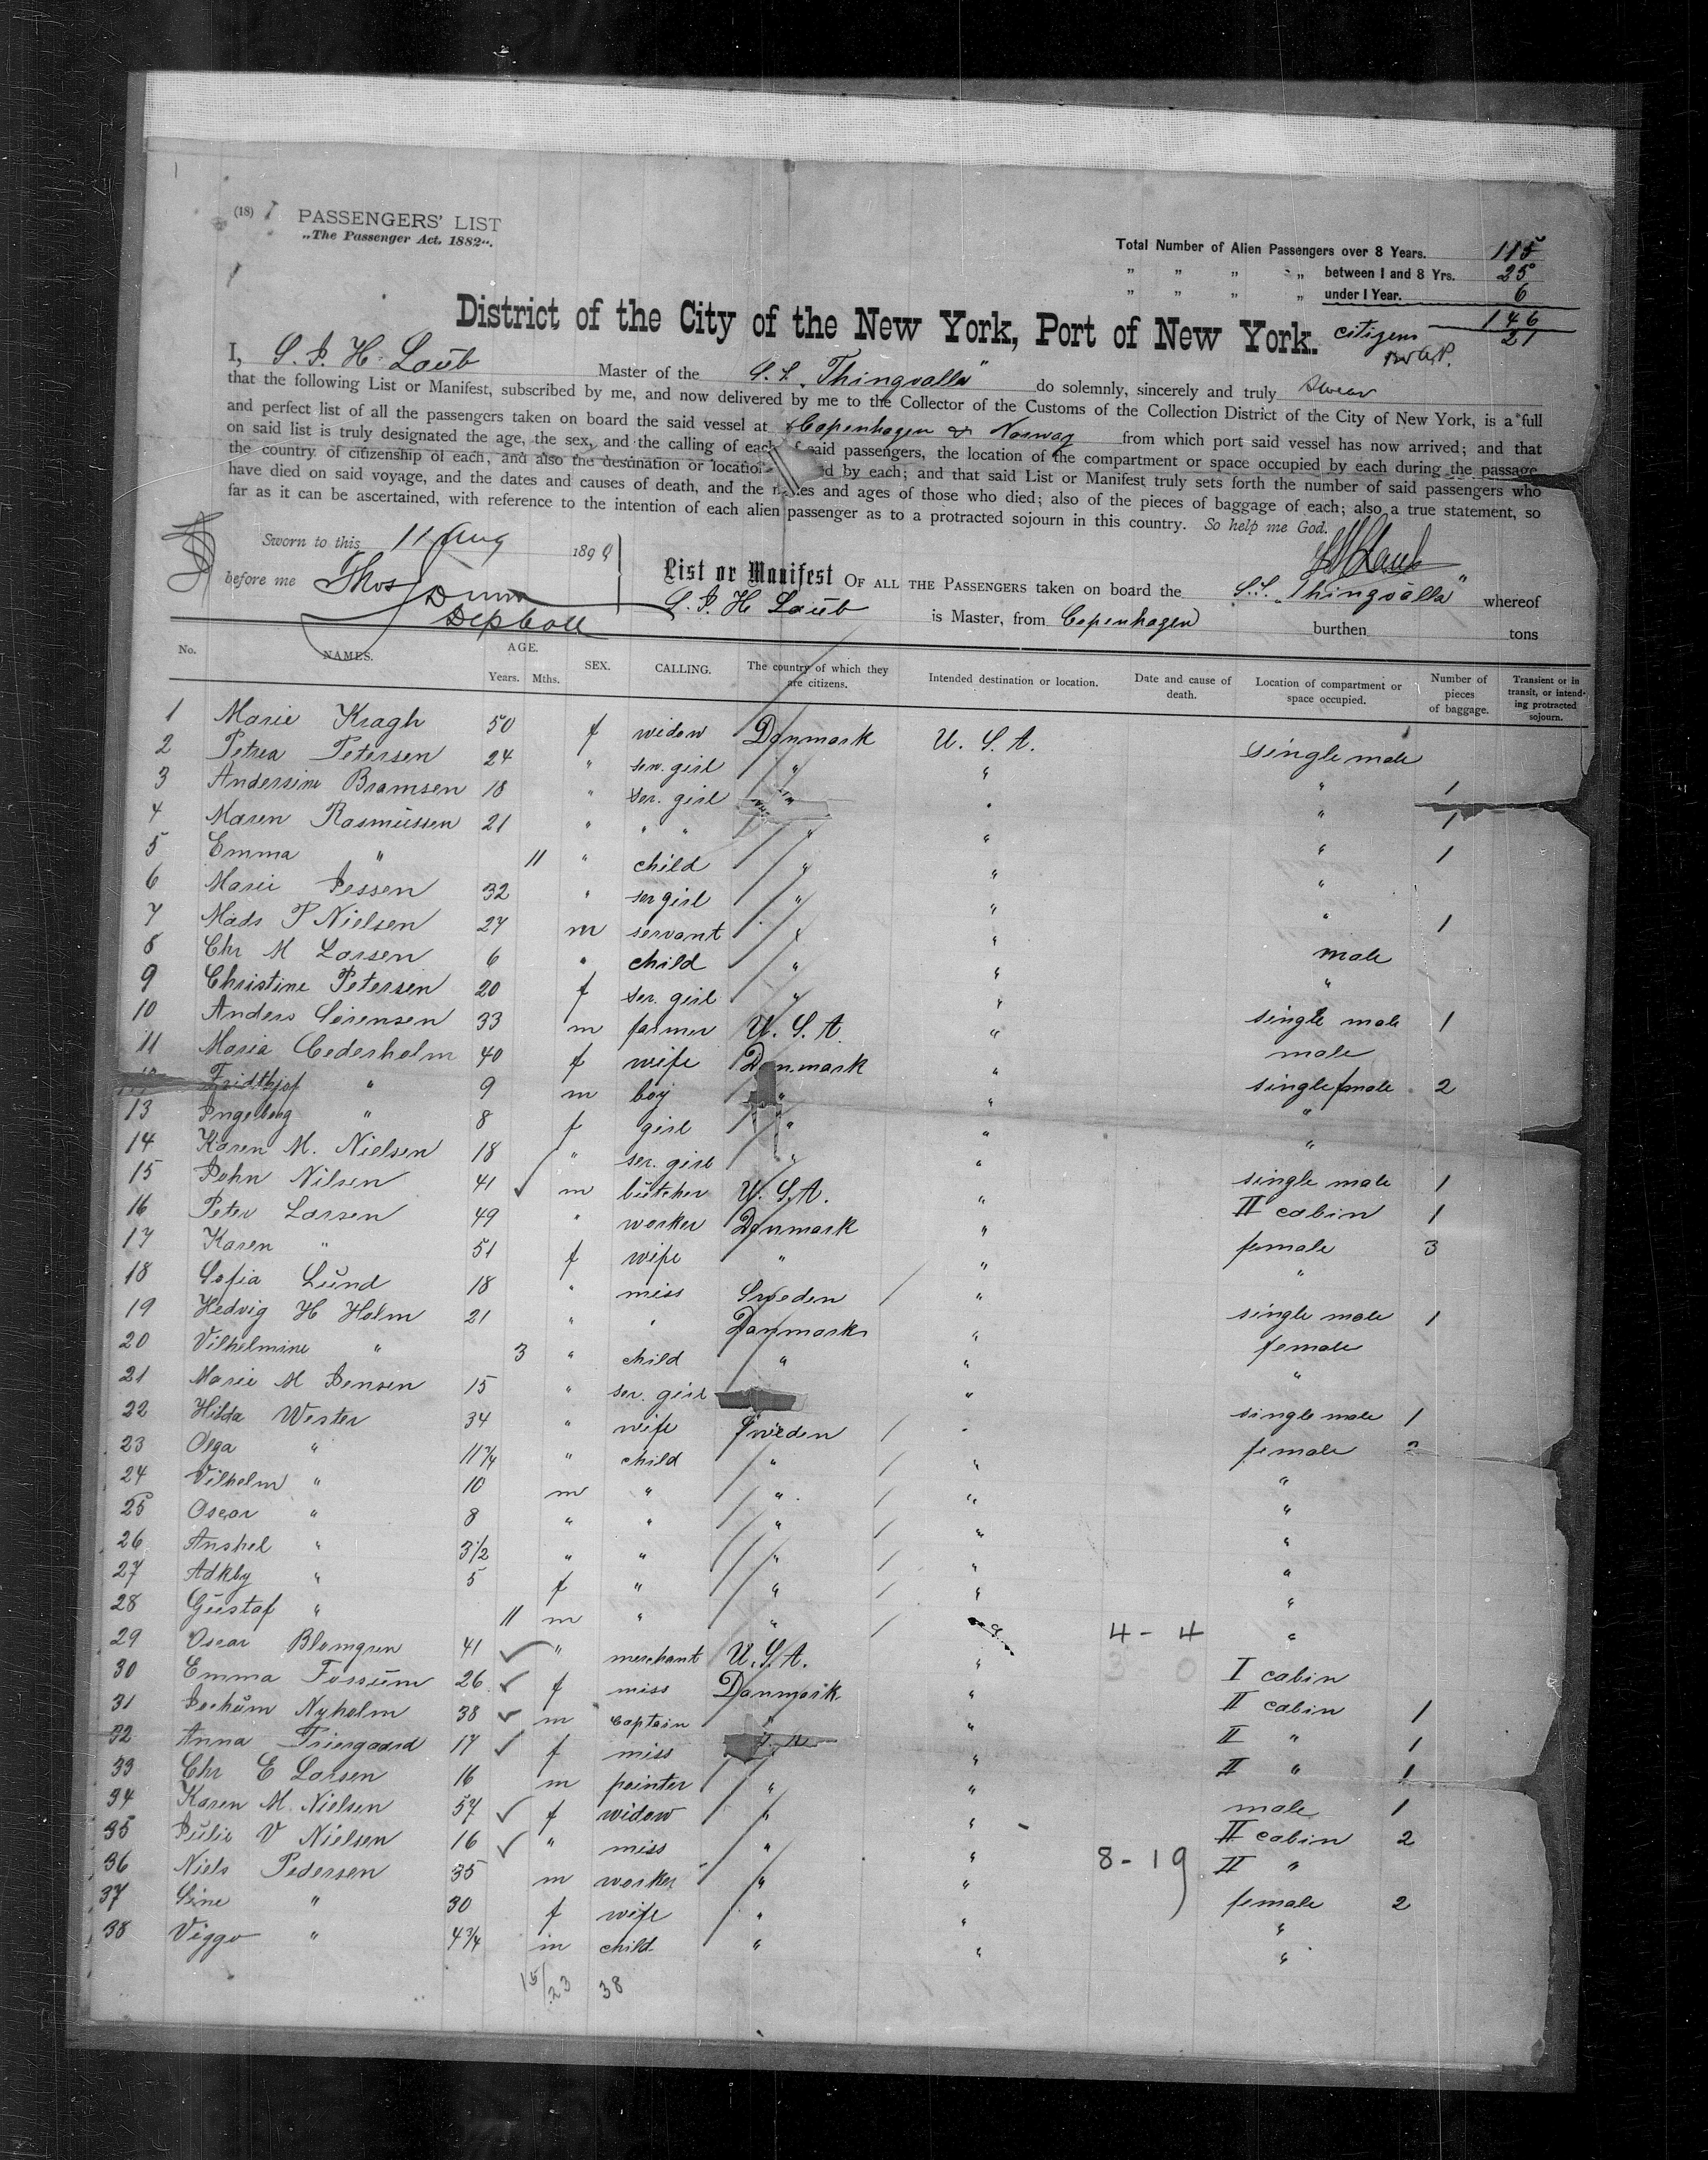 (18) PASSENGERS' LIST
„The Passenger Act. 1882“.
Total Number of Alien Passengers over 8 Years. 115
„ „ „ „ between 1 and 8 Yrs. 25
„ „ „ „ under 1 Year. 6
146
citizens 21
District of the City of the New York, Port of New York.
I, S. P. H. Laub Master of the S. S. „Thingvalla" do solemnly, sincerely and truly swear
that the following List or Manifest, subscribed by me, and now delivered by me to the Collector of the Customs of the Collection District of the City of New York, is a full
and perfect list of all the passengers taken on board the said vessel at Copenhagen & Norway from which port said vessel has now arrived; and that
on said list is truly designated the age, the sex, and the calling of each of said passengers, the location of the compartment or space occupied by each during the passage
the country of citizenship of each, and also the destination or location d by each; and that said List or Manifest truly sets forth the number of said passengers who
have died on said voyage, and the dates and causes of death, and the names and ages of those who died; also of the pieces of baggage of each; also a true statement, so
far as it can be ascertained, with reference to the intention of each alien passenger as to a protracted sojourn in this country. So help me God.
Sworn to this 11 Aug 189
before me Thos Dunn
Dep Coll
List or Manifest OF ALL THE PASSENGERS taken on board the S.S. „Thingvalla" whereof
S. P. H Laub is Master, from Copenhagen burthen tons
No. NAMES. AGE. Years. Mths. SEX. CALLING. The country of which they are citizens. Intended destination or location. Date and cause of death. Location of compartment or space occupied. Number of pieces of baggage. Transient or in transit, or intending protracted sojourn.
1 Marie Kragh 50 f widow Danmark U. S. A. single male
2 Petrea Petersen 24 " serv. girl " " " 1
3 Andersine Bramsen 18 " ser. girl " " " 1
4 Maren Rasmussen 21 " " " " " " 1
5 Emma " 11 " child " " "
6 Marie Jessen 32 " ser girl " " " 1
7 Mads P Nielsen 27 m servant " " male
8 Chr M Larsen 6 " child " " "
9 Christine Petersen 20 f ser. girl " " single male 1
10 Anders Sörensen 33 m farmer U. S. A. " male
11 Maria Cederholm 40 f wife Danmark " single female 2
12 Fridthjof " 9 m boy " " "
13 Ingeborg " 8 f girl " " "
14 Karen M. Nielsen 18 " ser. girl " " single male 1
15 John Nilsen 41 m butcher U. S. A. " II cabin 1
16 Peter Larsen 49 " worker Danmark " female 3
17 Karen " 51 f wife " " "
18 Sofia Lund 18 " miss Sweden " single male 1
19 Hedvig H Holm 21 " " Danmark " female
20 Vilhelmine " 3 " child " " "
21 Marie M Jensen 15 " ser. girl " single male 1
22 Hilda Wester 34 " wife Sweden " female 2
23 Olga " 11 3/4 " child " " "
24 Vilhelm " 10 m " " " "
25 Oscar " 8 " " " " "
26 Anshel " 3 1/2 " " " " "
27 Adkby " 5 f " " " "
28 Gustaf " 11 m " " " "
4 - 4
3 0
29 Oscar Blomgren 41 " merchant U. S. A. " I cabin
30 Emma Fossum 26 f miss Danmark " II cabin 1
31 Jochum Nyholm 38 m captain " " II " 1
32 Anna Friergaard 17 f miss " " II " 1
33 Chr E Larsen 16 m painter " " male 1
34 Karen M. Nielsen 57 f widow " " II cabin 2
35 Julie V Nielsen 16 " miss " " II "
8 - 19
36 Niels Pedersen 35 m worker " " female 2
37 Sine " 30 f wife " " "
38 Viggo " 4 3/4 m child " " "
15/23 38